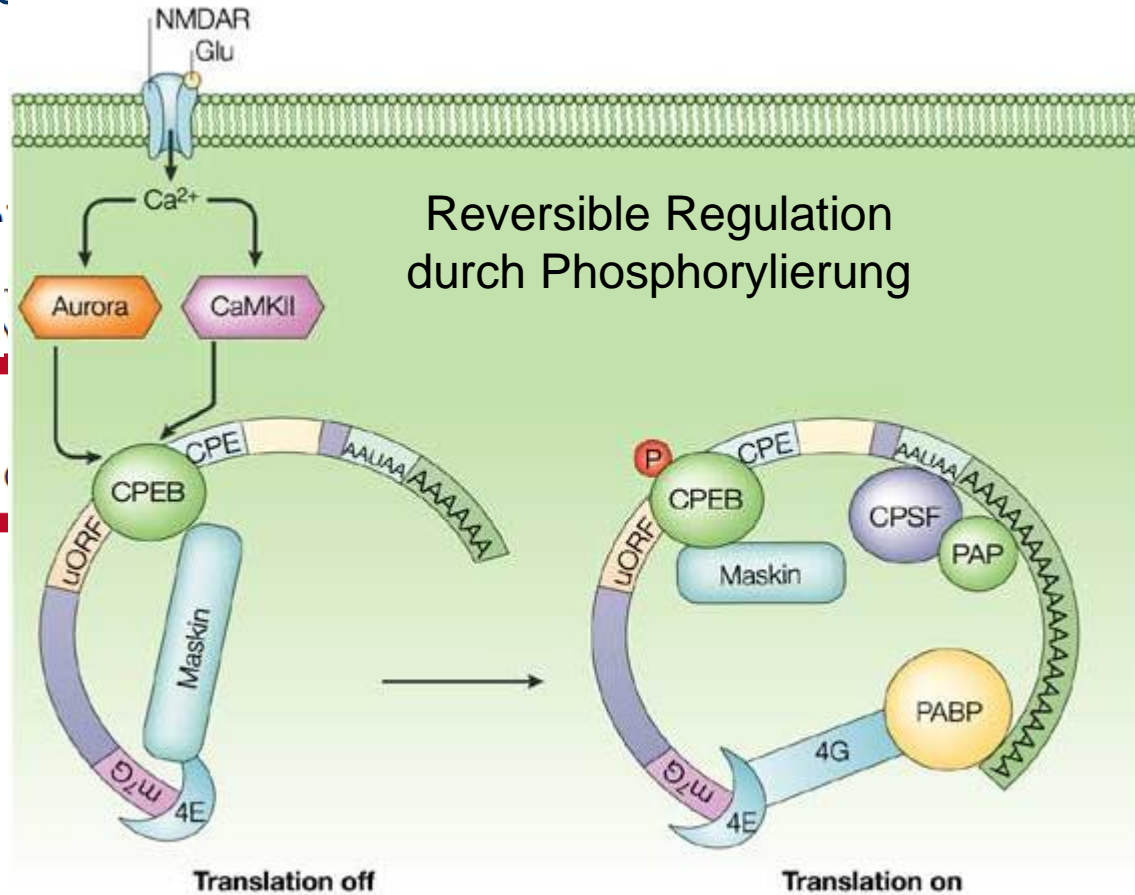 NMDAR
Glu
Ca²⁺
Reversible Regulation
durch Phosphorylierung
Aurora
CaMKII
CPEB
CPE
AAUAA
AAAAAA
uORF
Maskin
m⁷G
4E
Translation off
P
CPEB
CPE
AAUAA
CPSF
PAP
uORF
Maskin
PABP
4G
m⁷G
4E
Translation on